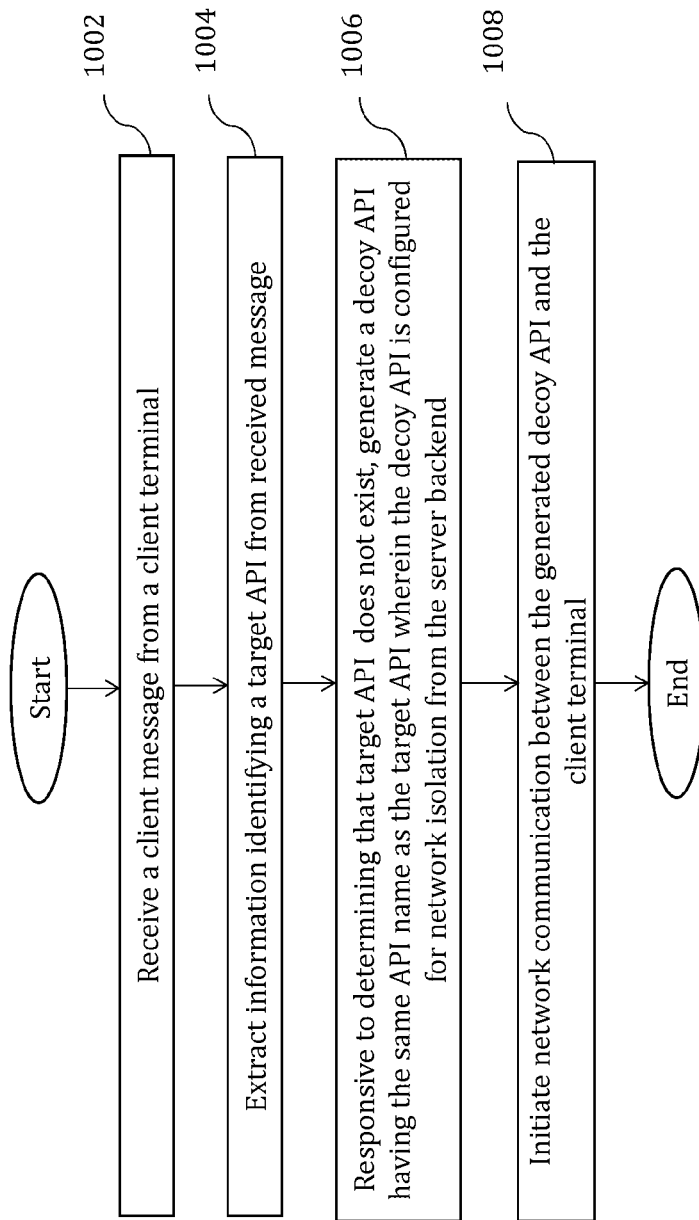 Start
Receive a client message from a client terminal
1002
Extract information identifying a target API from received message
1004
Responsive to determining that target API does not exist, generate a decoy API
having the same API name as the target API wherein the decoy API is configured
for network isolation from the server backend
1006
Initiate network communication between the generated decoy API and the
client terminal
1008
End